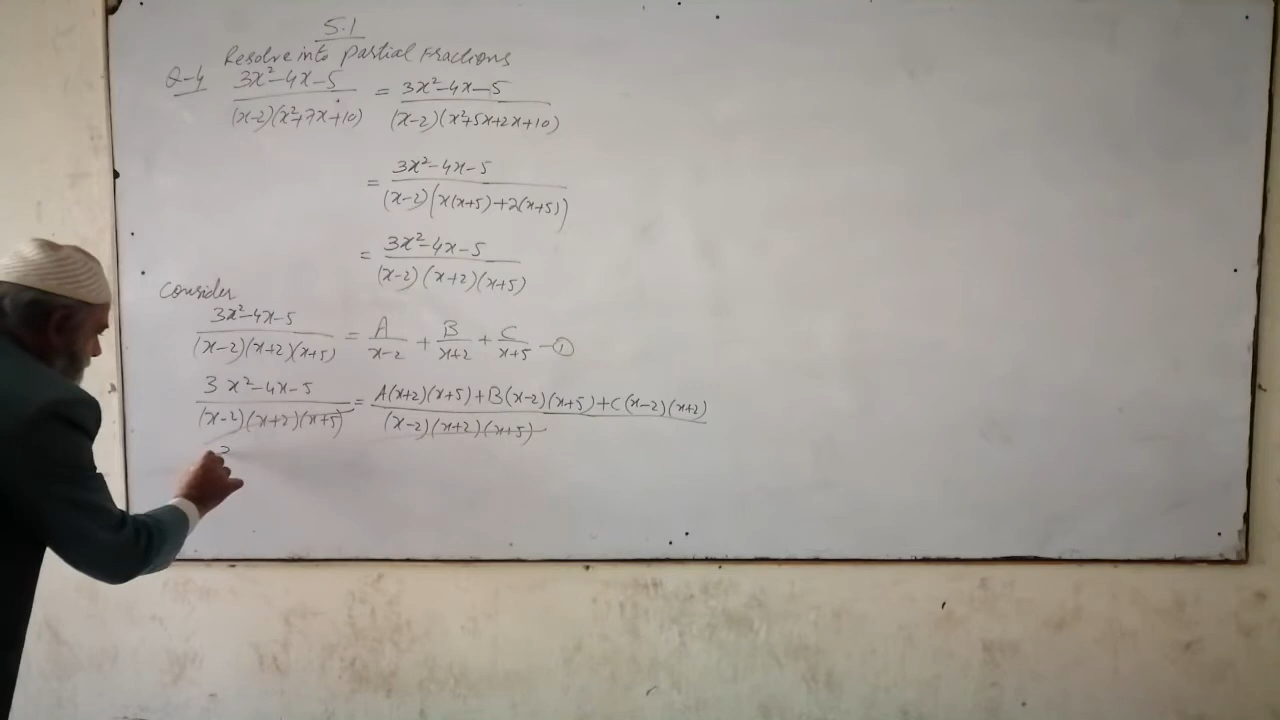 5.1
Resolve into Partial Fractions
Q-4 3x²-4x-5 / (x-2)(x²+7x+10) = 3x²-4x-5 / (x-2)(x²+5x+2x+10)
= 3x²-4x-5 / (x-2)(x(x+5)+2(x+5))
= 3x²-4x-5 / (x-2)(x+2)(x+5)
Consider
3x²-4x-5 / (x-2)(x+2)(x+5) = A / x-2 + B / x+2 + C / x+5 -①
3x²-4x-5 / (x-2)(x+2)(x+5) = A(x+2)(x+5)+B(x-2)(x+5)+C(x-2)(x+2) / (x-2)(x+2)(x+5)